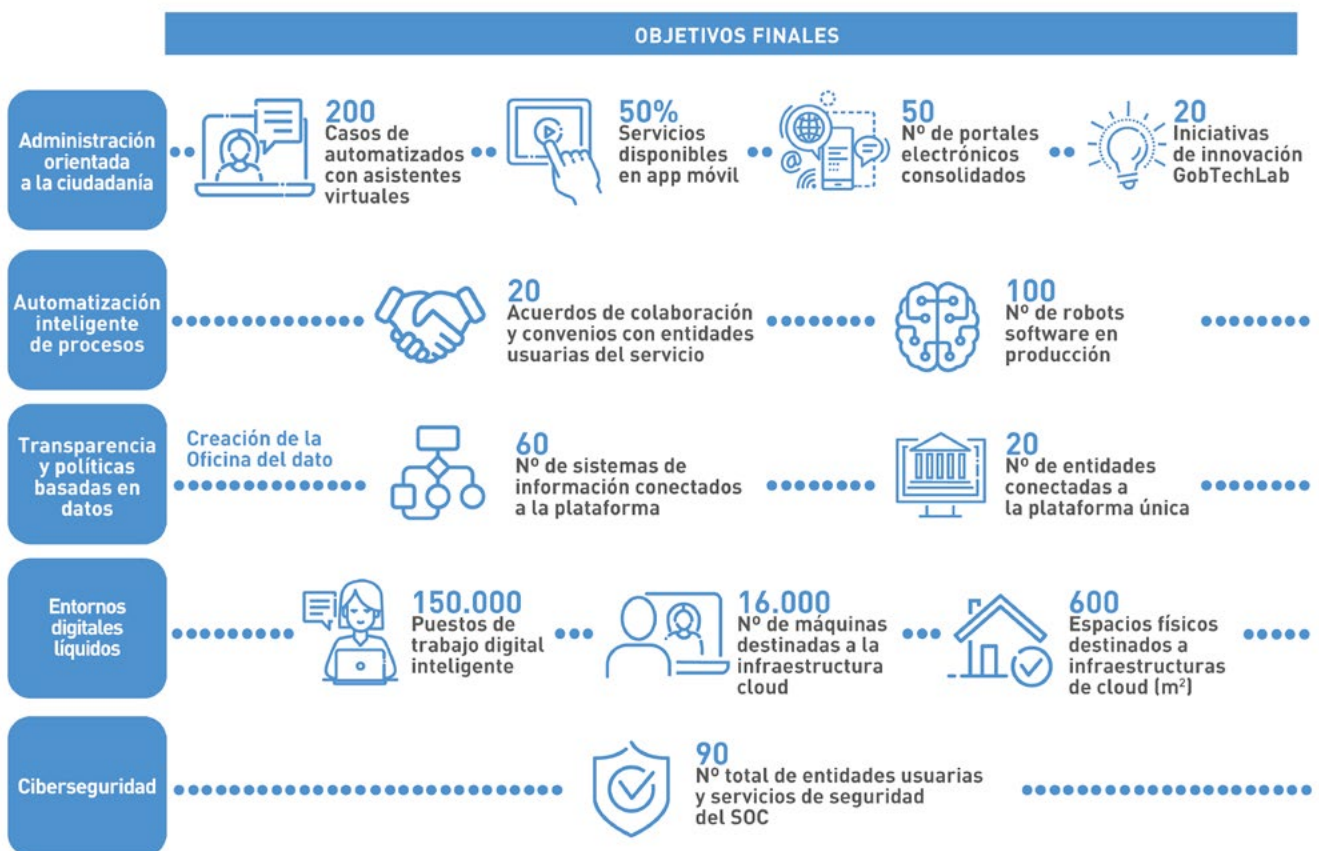 OBJETIVOS FINALES
Administración
orientada
a la ciudadanía
200
Casos de
automatizados
con asistentes
virtuales
50%
Servicios
disponibles
en app móvil
@
50
Nº de portales
electrónicos
consolidados
20
Iniciativas
de innovación
GobTechLab
Automatización
inteligente
de procesos
20
Acuerdos de colaboración
y convenios con entidades
usuarias del servicio
100
Nº de robots
software en
producción
Transparencia
y políticas
basadas en
datos
Creación de la
Oficina del dato
60
Nº de sistemas de
información conectados
a la plataforma
20
Nº de entidades
conectadas a
la plataforma única
Entornos
digitales
líquidos
150.000
Puestos de
trabajo digital
inteligente
16.000
Nº de máquinas
destinadas a la
infraestructura
cloud
600
Espacios físicos
destinados a
infraestructuras
de cloud (m²)
Ciberseguridad
90
Nº total de entidades usuarias
y servicios de seguridad
del SOC